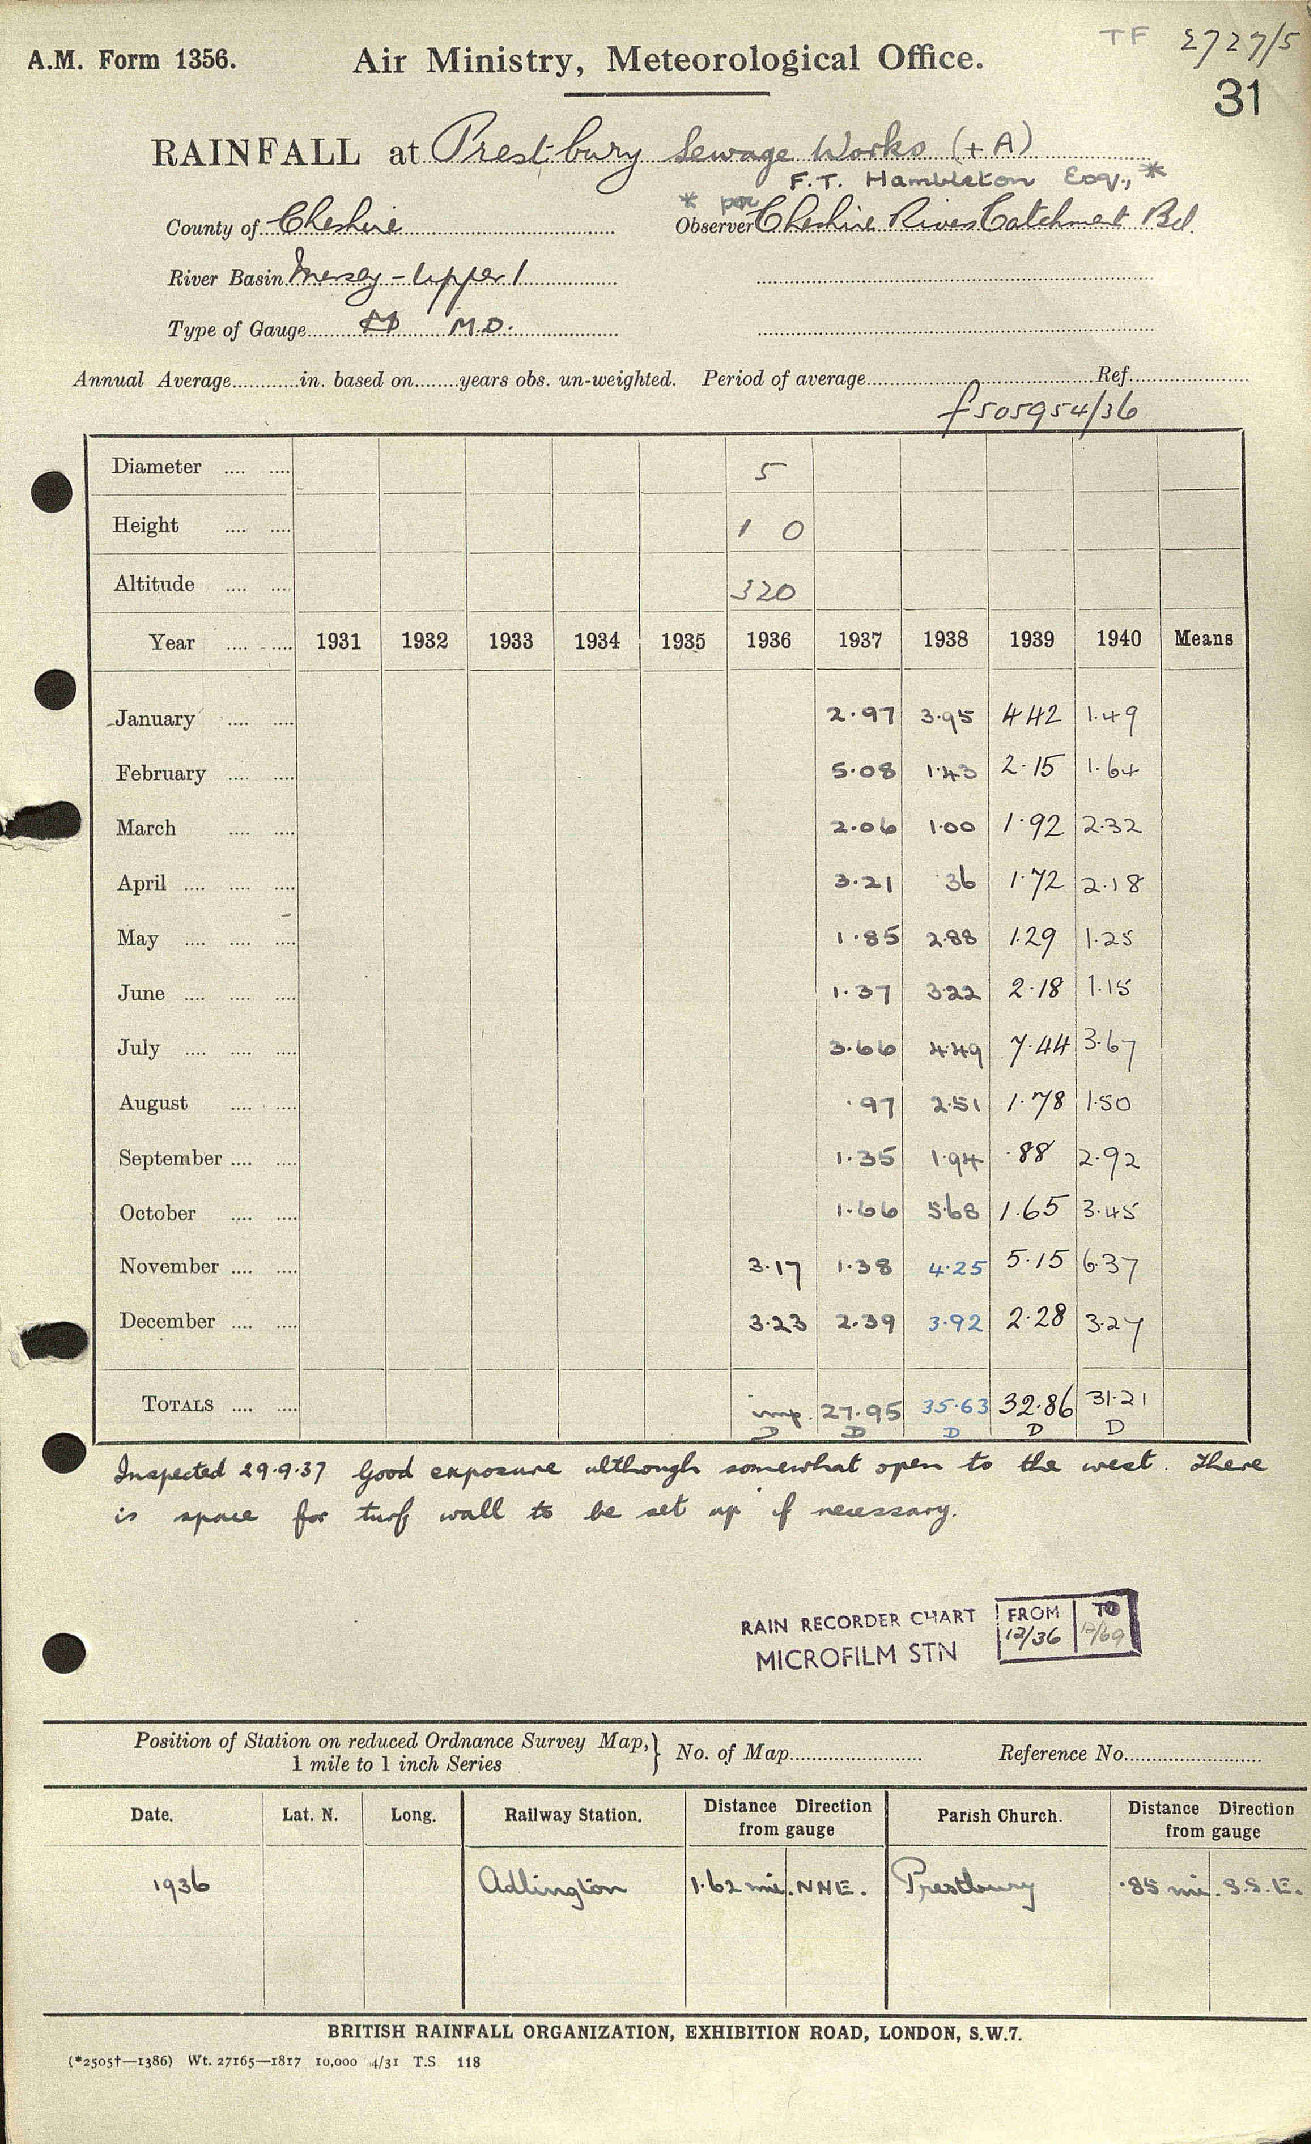 TF 2727/5
A.M. Form 1356. Air Ministry, Meteorological Office.
31
RAINFALL at Prestbury Sewage Works (+A)
F.T. Hambleton Esq., *
* per
County of Cheshire Observer Cheshire Rivers Catchment Bd.
River Basin Mersey - Upper 1
Type of Gauge M.O.
Annual Average in. based on years obs. un-weighted. Period of average Ref.
f505954/36
Diameter 5
Height 1 0
Altitude 320
Year 1931 1932 1933 1934 1935 1936 1937 1938 1939 1940 Means
January 2.97 3.95 4.42 1.49
February 5.08 1.43 2.15 1.64
March 2.06 1.00 1.92 2.32
April 3.21 36 1.72 2.18
May 1.85 2.88 1.29 1.25
June 1.37 3.22 2.18 1.15
July 3.66 4.49 7.44 3.67
August .97 2.51 1.78 1.50
September 1.35 1.94 .88 2.92
October 1.66 5.68 1.65 3.45
November 3.17 1.38 4.25 5.15 6.37
December 3.23 2.39 3.92 2.28 3.27
TOTALS imp. 27.95 35.63 32.86 31.21
D D D D D
Inspected 29.9.37 Good exposure although somewhat open to the west. There
is space for turf wall to be set up if necessary.
RAIN RECORDER CHART FROM TO
MICROFILM STN 12/36 12/69
Position of Station on reduced Ordnance Survey Map, } No. of Map Reference No.
1 mile to 1 inch Series
Date. Lat. N. Long. Railway Station. Distance Direction from gauge Parish Church. Distance Direction from gauge
1936 Adlington 1.62 mi. NNE. Prestbury .85 mi. S.S.E.
BRITISH RAINFALL ORGANIZATION, EXHIBITION ROAD, LONDON, S.W.7.
(*2505†—1386) Wt. 27165—1817 10,000 4/31 T.S 118